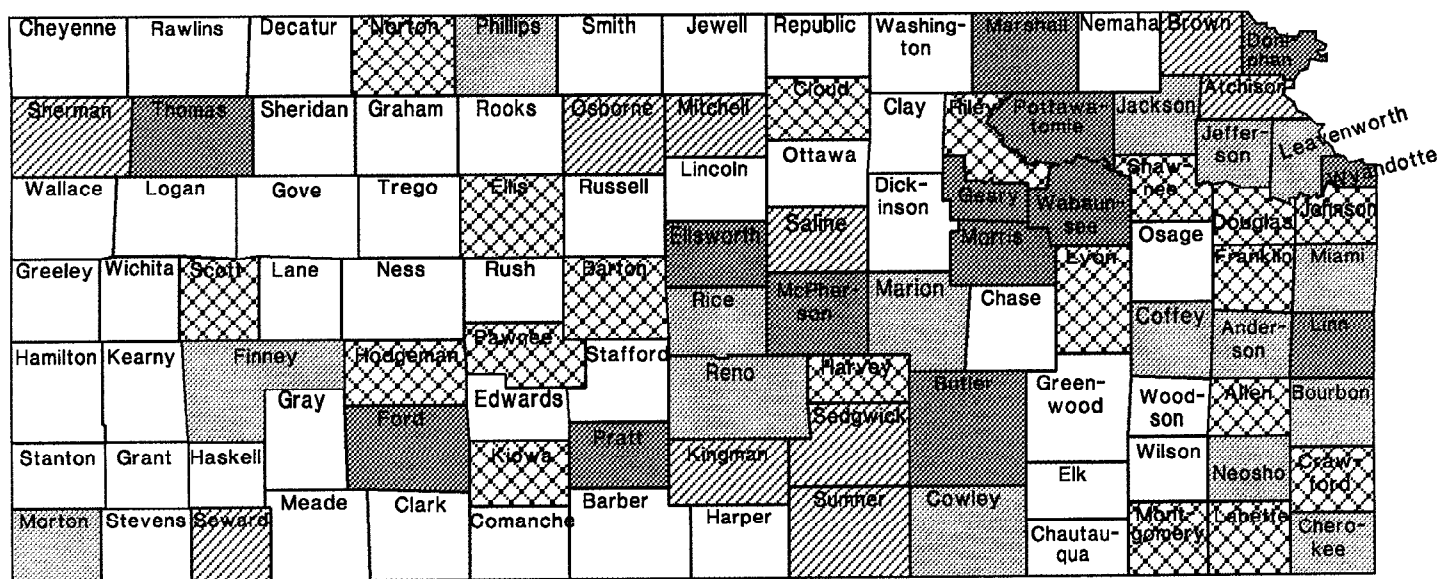 Cheyenne
Rawlins
Decatur
Norton
Phillips
Smith
Jewell
Republic
Washing-
ton
Marshall
Nemaha
Brown
Doni-
phan
Sherman
Thomas
Sheridan
Graham
Rooks
Osborne
Mitchell
Cloud
Clay
Riley
Pottawa-
tomie
Jackson
Atchison
Jeffer-
son
Leavenworth
Wyandotte
Lincoln
Ottawa
Wallace
Logan
Gove
Trego
Ellis
Russell
Dick-
inson
Geary
Wabaun-
see
Shaw-
nee
Douglas
Johnson
Saline
Ellsworth
Morris
Osage
Greeley
Wichita
Scott
Lane
Ness
Rush
Barton
Rice
McPher-
son
Marion
Chase
Lyon
Franklin
Miami
Coffey
Ander-
son
Linn
Hamilton
Kearny
Finney
Hodgeman
Pawnee
Stafford
Reno
Harvey
Butler
Green-
wood
Wood-
son
Allen
Bourbon
Gray
Ford
Edwards
Pratt
Kingman
Sedgwick
Stanton
Grant
Haskell
Kiowa
Elk
Wilson
Neosho
Craw-
ford
Morton
Stevens
Seward
Meade
Clark
Comanche
Barber
Harper
Sumner
Cowley
Chautau-
qua
Mont-
gomery
Labette
Chero-
kee